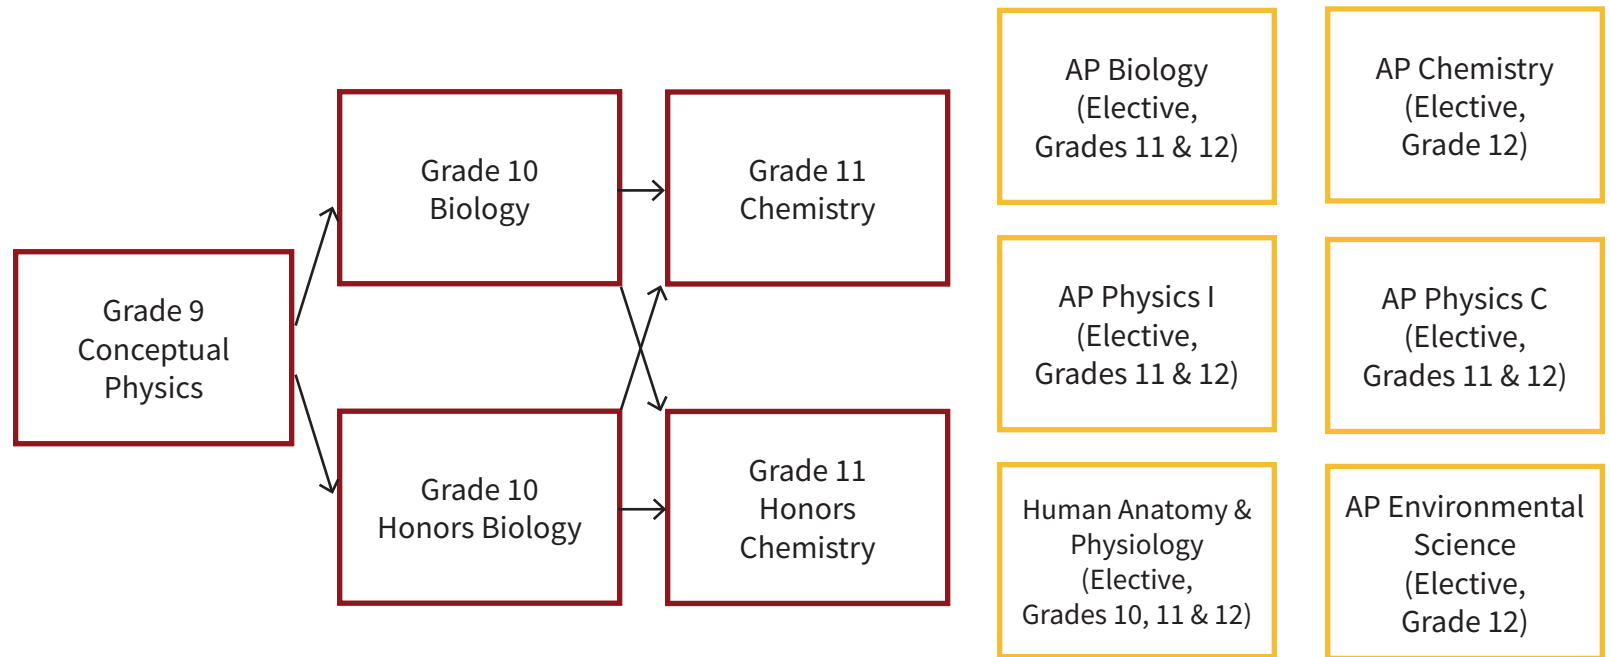 Grade 9
Conceptual
Physics
Grade 10
Biology
Grade 10
Honors Biology
Grade 11
Chemistry
Grade 11
Honors
Chemistry
AP Biology
(Elective,
Grades 11 & 12)
AP Chemistry
(Elective,
Grade 12)
AP Physics I
(Elective,
Grades 11 & 12)
AP Physics C
(Elective,
Grades 11 & 12)
Human Anatomy &
Physiology
(Elective,
Grades 10, 11 & 12)
AP Environmental
Science
(Elective,
Grade 12)